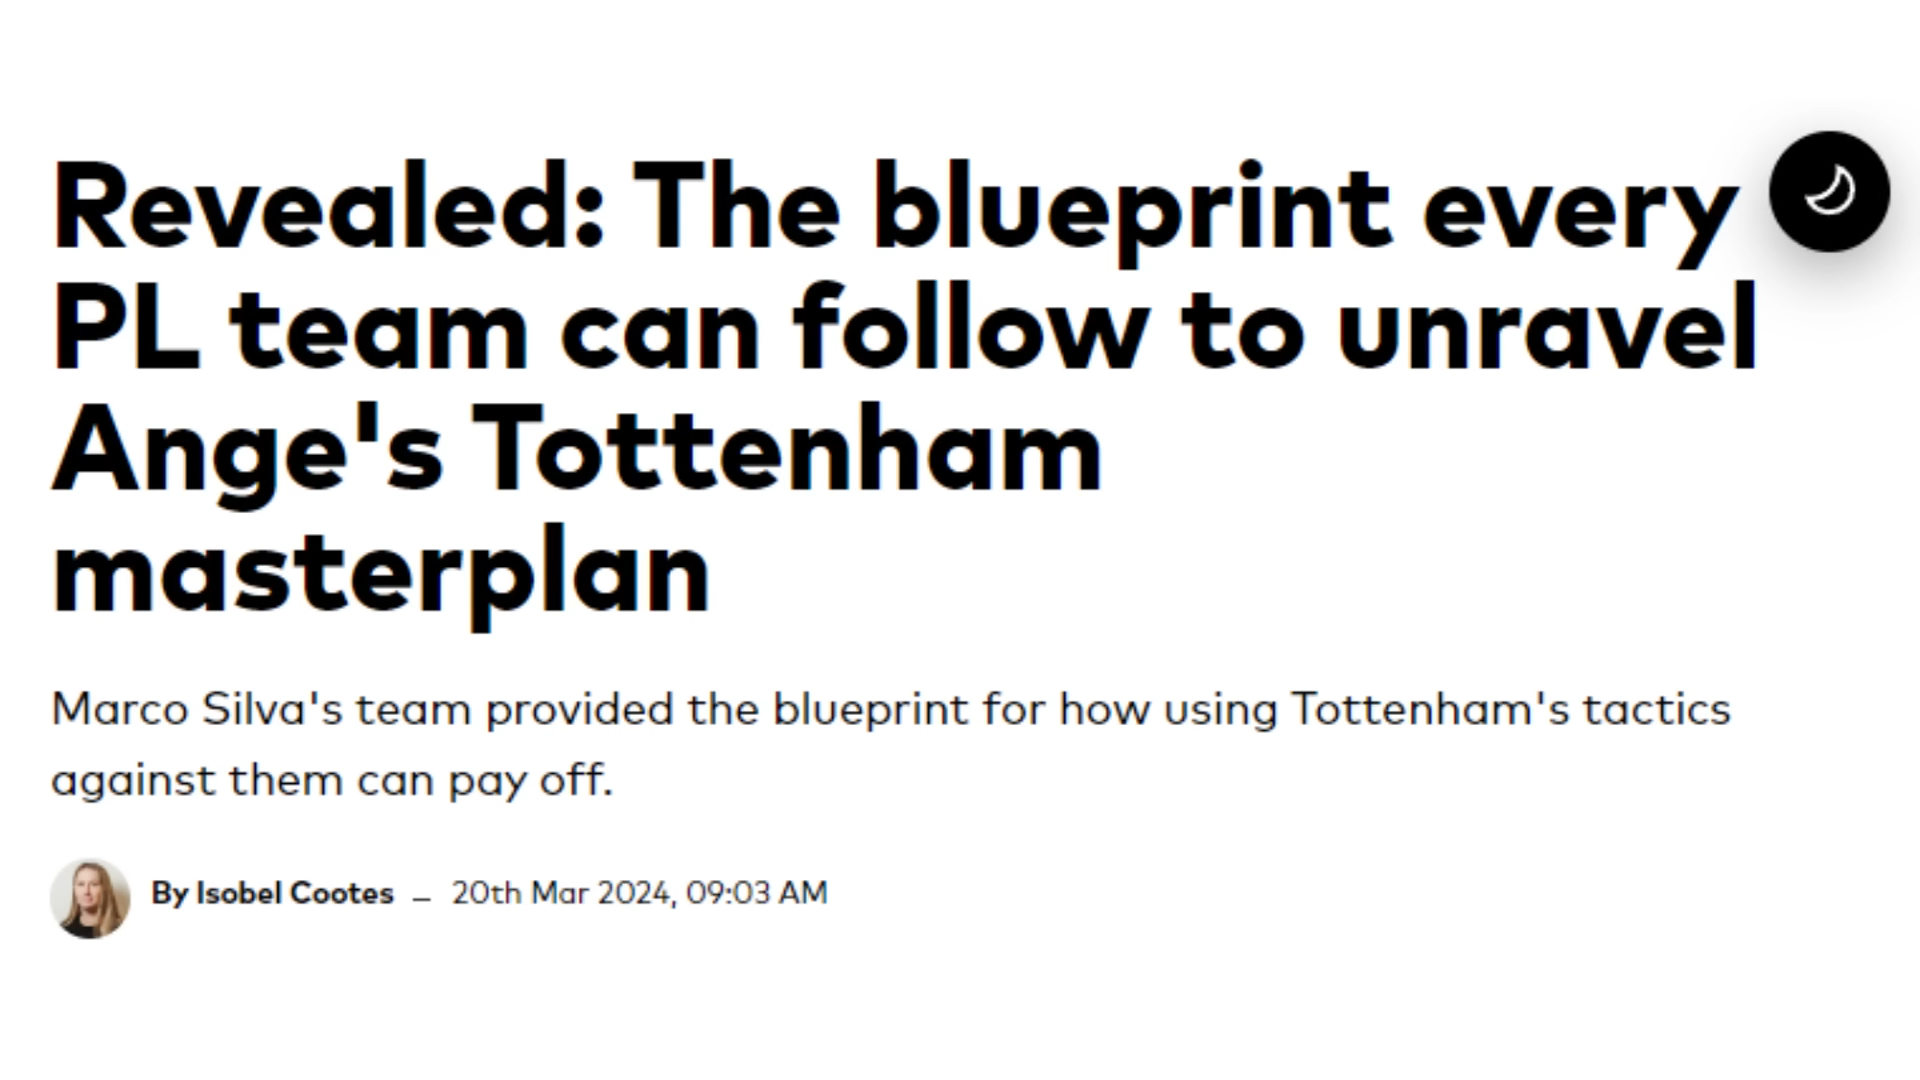 Revealed: The blueprint every
PL team can follow to unravel
Ange's Tottenham
masterplan
Marco Silva's team provided the blueprint for how using Tottenham's tactics
against them can pay off.
By Isobel Cootes – 20th Mar 2024, 09:03 AM